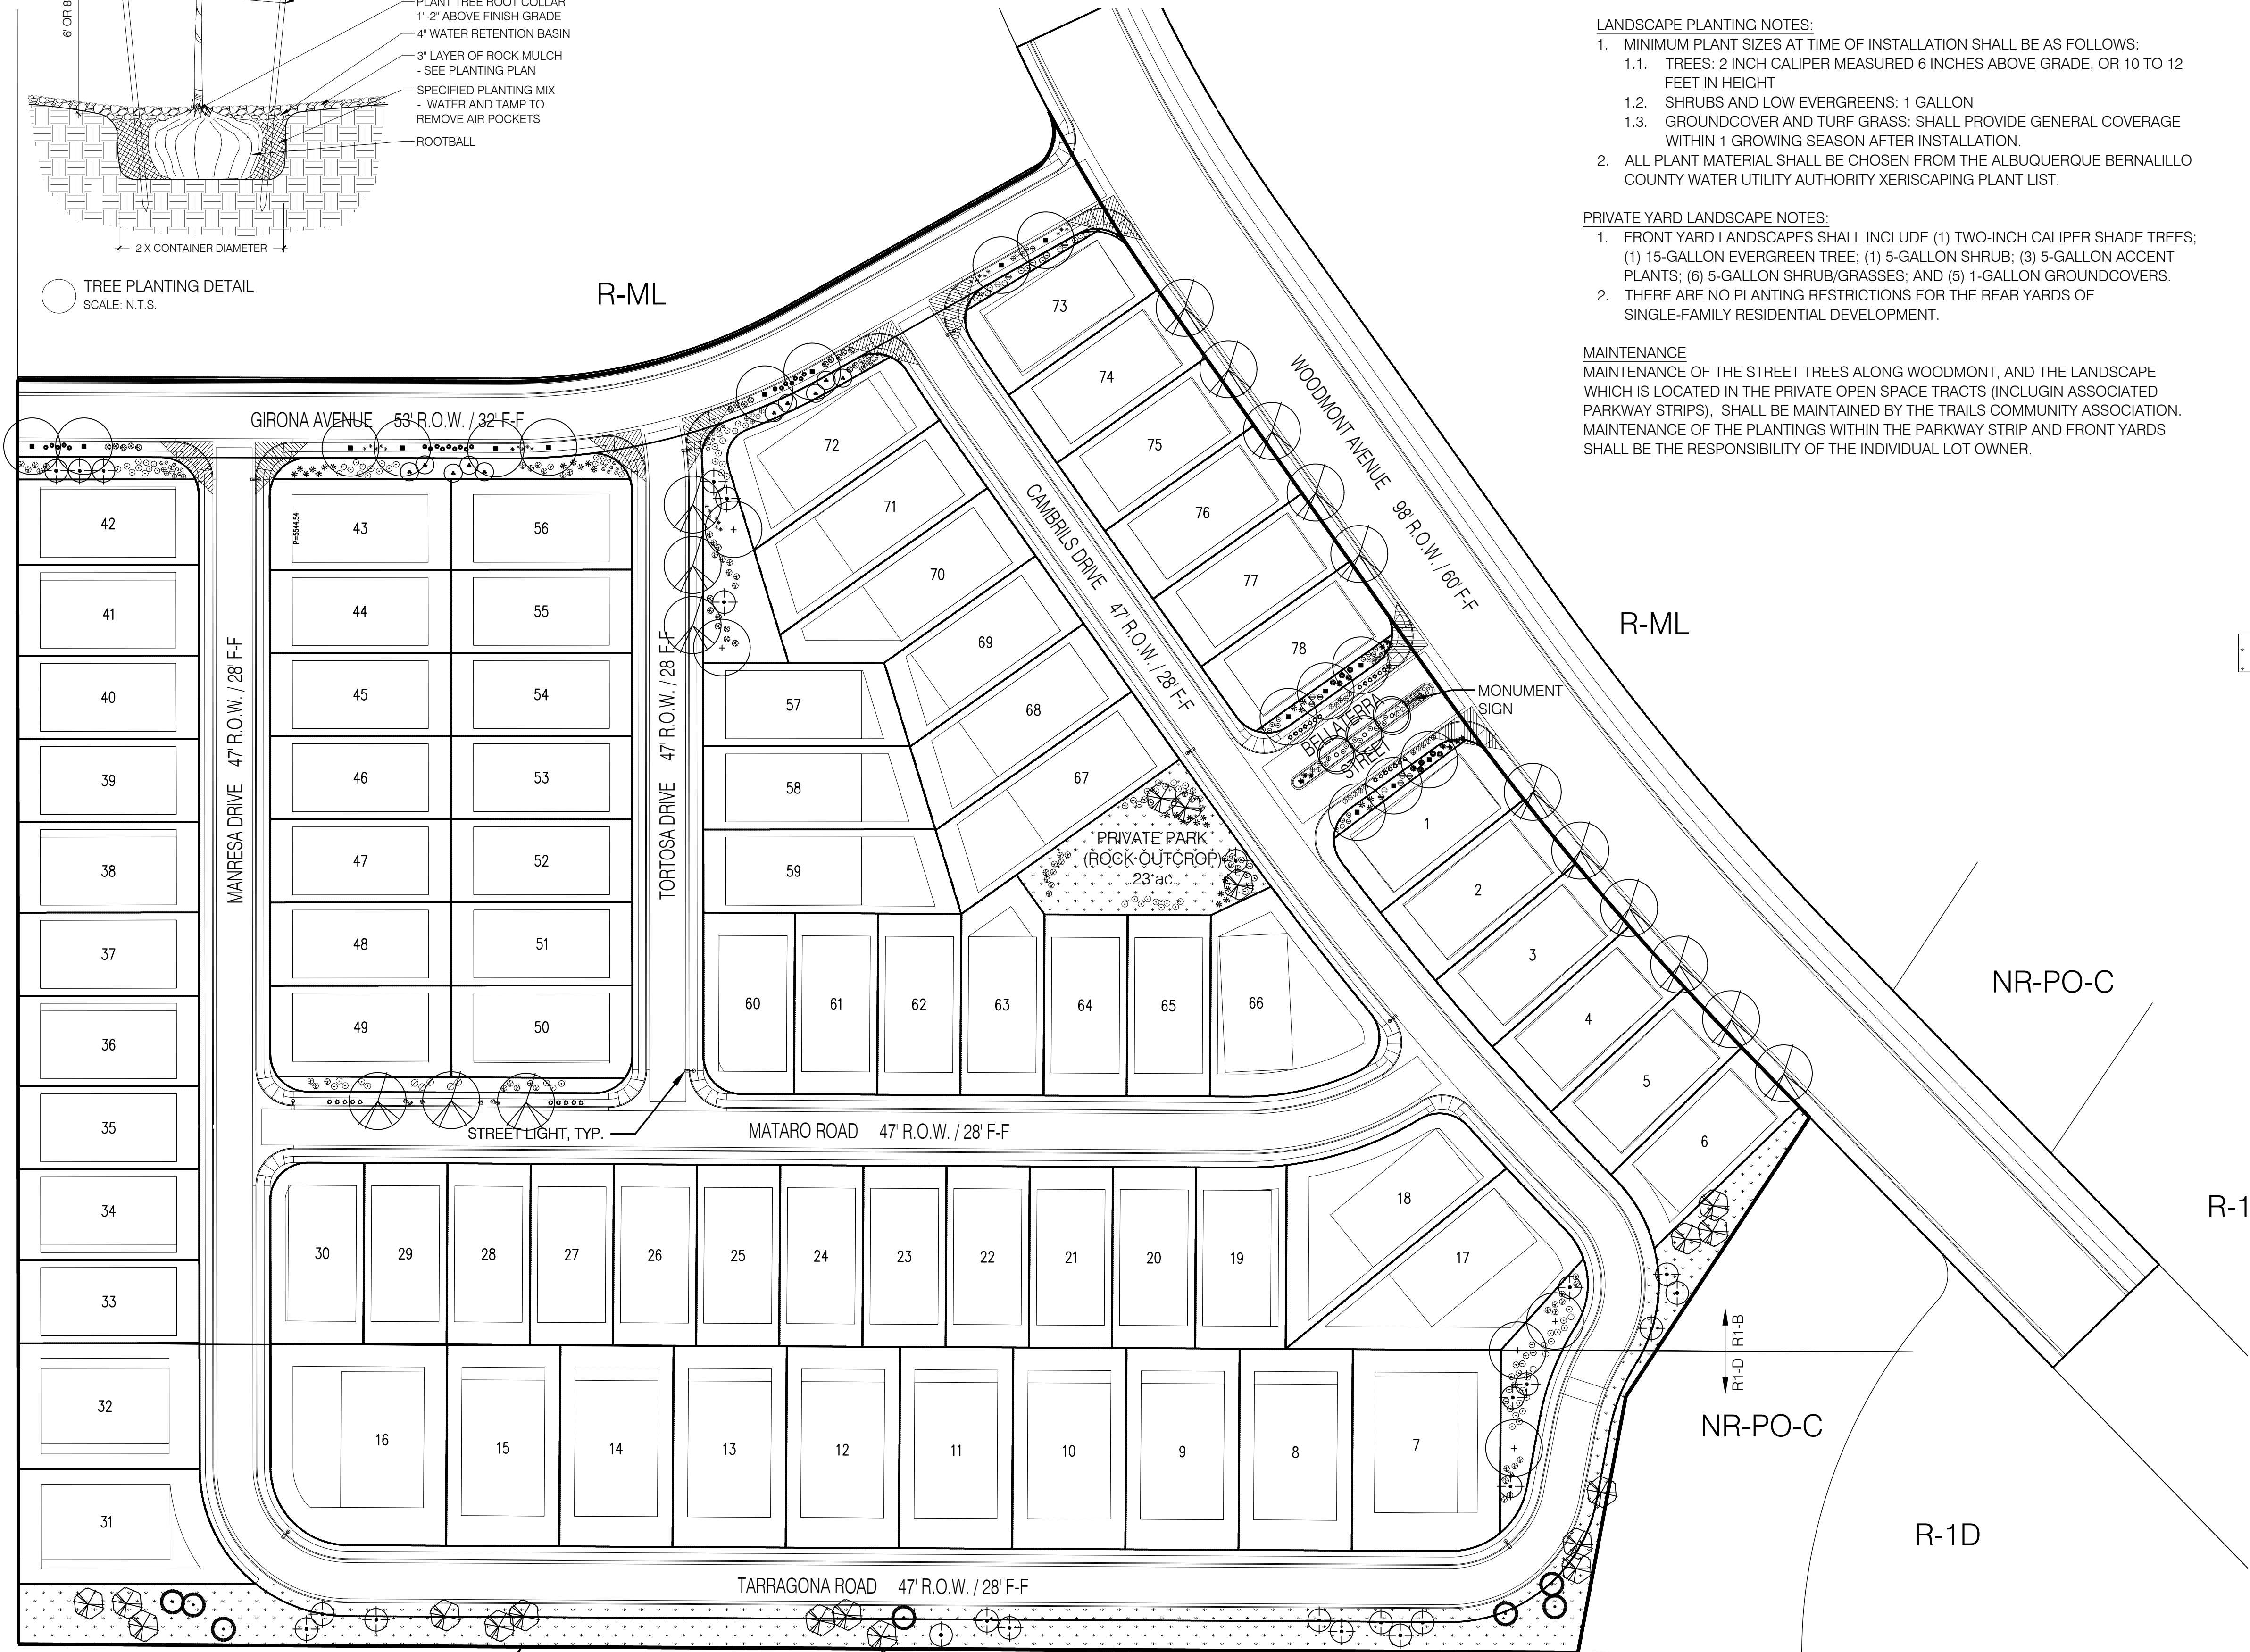 6' OR 8
PLANT TREE ROOT COLLAR
1"-2" ABOVE FINISH GRADE
4" WATER RETENTION BASIN
3" LAYER OF ROCK MULCH
- SEE PLANTING PLAN
SPECIFIED PLANTING MIX
- WATER AND TAMP TO
REMOVE AIR POCKETS
ROOTBALL
2 X CONTAINER DIAMETER
TREE PLANTING DETAIL
SCALE: N.T.S.
LANDSCAPE PLANTING NOTES:
1. MINIMUM PLANT SIZES AT TIME OF INSTALLATION SHALL BE AS FOLLOWS:
1.1. TREES: 2 INCH CALIPER MEASURED 6 INCHES ABOVE GRADE, OR 10 TO 12
FEET IN HEIGHT
1.2. SHRUBS AND LOW EVERGREENS: 1 GALLON
1.3. GROUNDCOVER AND TURF GRASS: SHALL PROVIDE GENERAL COVERAGE
WITHIN 1 GROWING SEASON AFTER INSTALLATION.
2. ALL PLANT MATERIAL SHALL BE CHOSEN FROM THE ALBUQUERQUE BERNALILLO
COUNTY WATER UTILITY AUTHORITY XERISCAPING PLANT LIST.
PRIVATE YARD LANDSCAPE NOTES:
1. FRONT YARD LANDSCAPES SHALL INCLUDE (1) TWO-INCH CALIPER SHADE TREES;
(1) 15-GALLON EVERGREEN TREE; (1) 5-GALLON SHRUB; (3) 5-GALLON ACCENT
PLANTS; (6) 5-GALLON SHRUB/GRASSES; AND (5) 1-GALLON GROUNDCOVERS.
2. THERE ARE NO PLANTING RESTRICTIONS FOR THE REAR YARDS OF
SINGLE-FAMILY RESIDENTIAL DEVELOPMENT.
MAINTENANCE
MAINTENANCE OF THE STREET TREES ALONG WOODMONT, AND THE LANDSCAPE
WHICH IS LOCATED IN THE PRIVATE OPEN SPACE TRACTS (INCLUGIN ASSOCIATED
PARKWAY STRIPS), SHALL BE MAINTAINED BY THE TRAILS COMMUNITY ASSOCIATION.
MAINTENANCE OF THE PLANTINGS WITHIN THE PARKWAY STRIP AND FRONT YARDS
SHALL BE THE RESPONSIBILITY OF THE INDIVIDUAL LOT OWNER.
R-ML
GIRONA AVENUE 53' R.O.W. / 32' F-F
WOODMONT AVENUE 98' R.O.W. / 60' F-F
CAMBRILS DRIVE 47' R.O.W. / 28' F-F
MANRESA DRIVE 47' R.O.W. / 28' F-F
TORTOSA DRIVE 47' R.O.W. / 28' F-F
R-ML
MONUMENT
SIGN
BELLATERRA
STREET
PRIVATE PARK
(ROCK OUTCROP)
.23 ac.
P=5544.54
42
41
40
39
38
37
36
35
34
33
32
31
43
44
45
46
47
48
49
56
55
54
53
52
51
50
72
71
70
69
68
67
57
58
59
60
61
62
63
64
65
66
73
74
75
76
77
78
1
2
3
4
5
6
STREET LIGHT, TYP.
MATARO ROAD 47' R.O.W. / 28' F-F
30
29
28
27
26
25
24
23
22
21
20
19
18
17
16
15
14
13
12
11
10
9
8
7
TARRAGONA ROAD 47' R.O.W. / 28' F-F
NR-PO-C
R-1
R1-D R1-B
NR-PO-C
R-1D